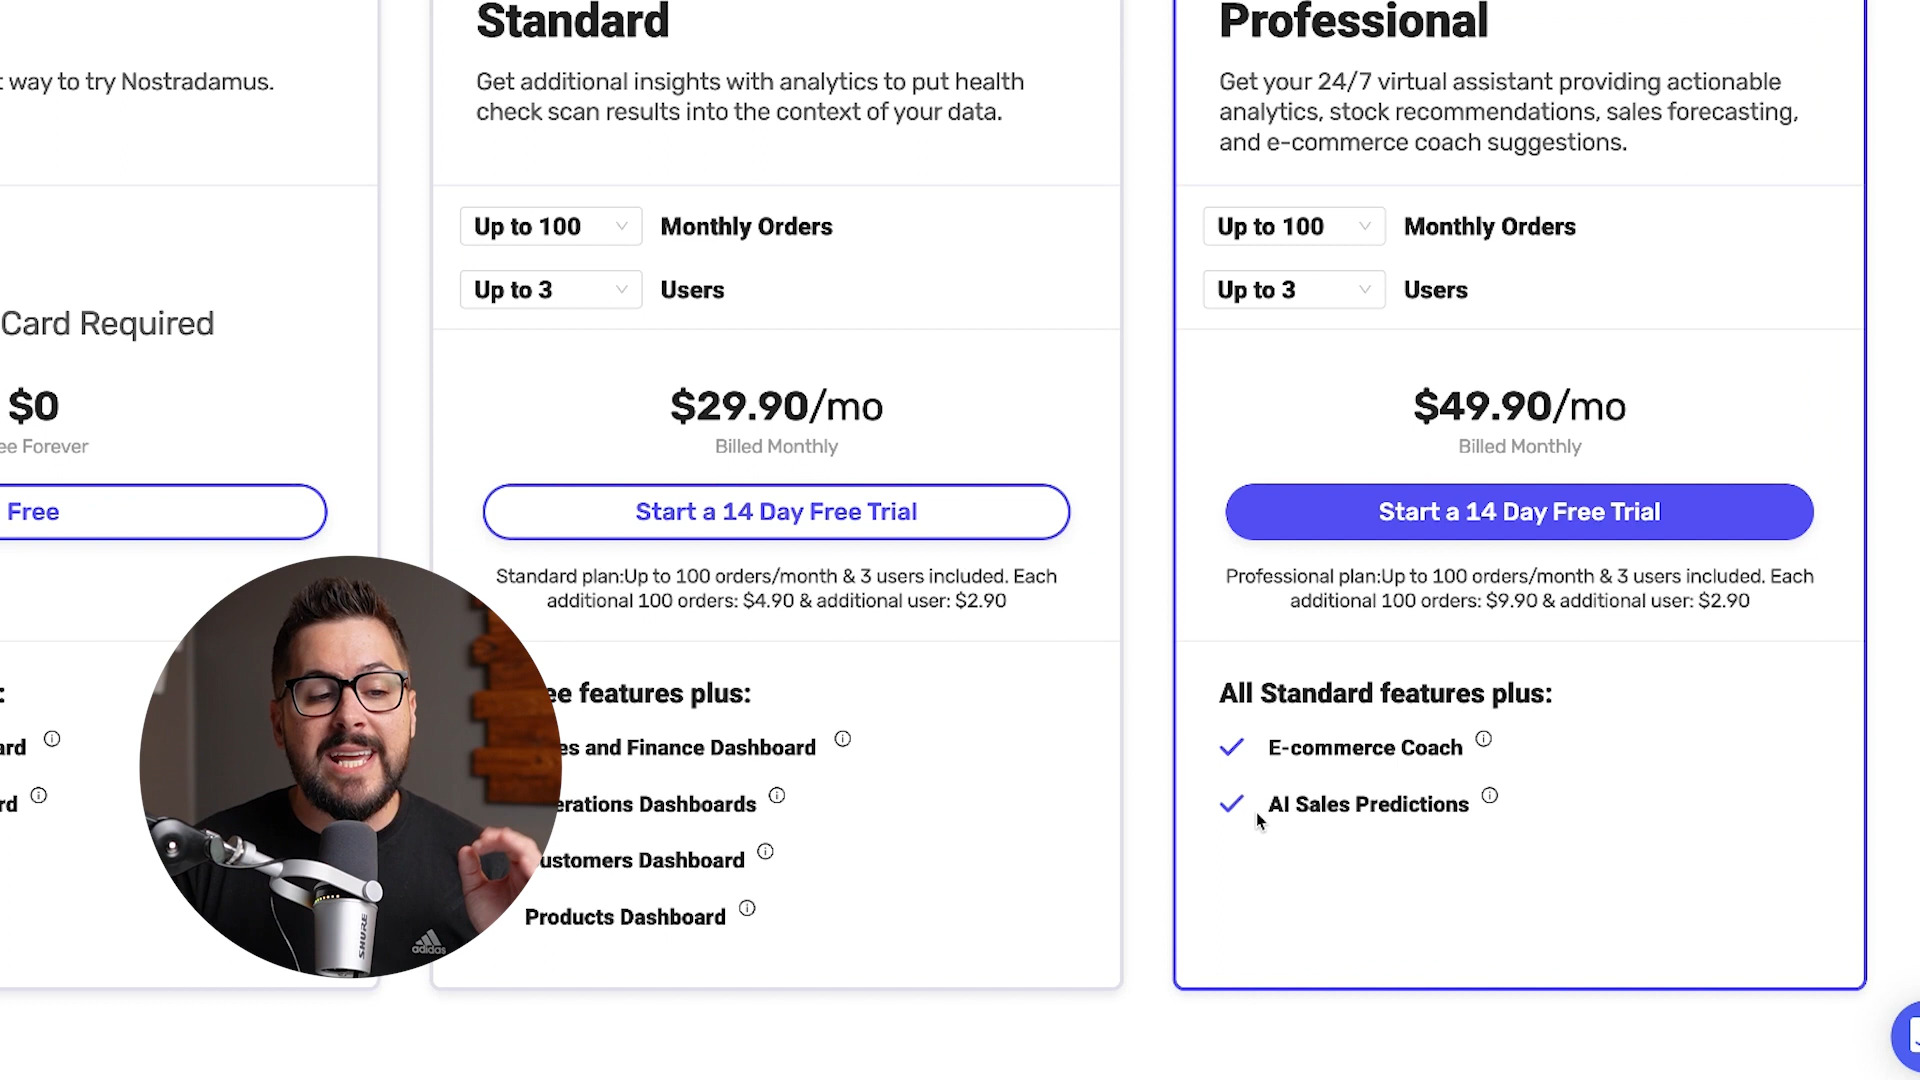 way to try Nostradamus.
Card Required
$0
Forever
Free
Standard
Get additional insights with analytics to put health
check scan results into the context of your data.
Up to 100
Monthly Orders
Up to 3
Users
$29.90/mo
Billed Monthly
Start a 14 Day Free Trial
Standard plan:Up to 100 orders/month & 3 users included. Each
additional 100 orders: $4.90 & additional user: $2.90
features plus:
and Finance Dashboard
Dashboards
Dashboard
Products Dashboard
Professional
Get your 24/7 virtual assistant providing actionable
analytics, stock recommendations, sales forecasting,
and e-commerce coach suggestions.
Up to 100
Monthly Orders
Up to 3
Users
$49.90/mo
Billed Monthly
Start a 14 Day Free Trial
Professional plan:Up to 100 orders/month & 3 users included. Each
additional 100 orders: $9.90 & additional user: $2.90
All Standard features plus:
E-commerce Coach
AI Sales Predictions
SHURE
adidas